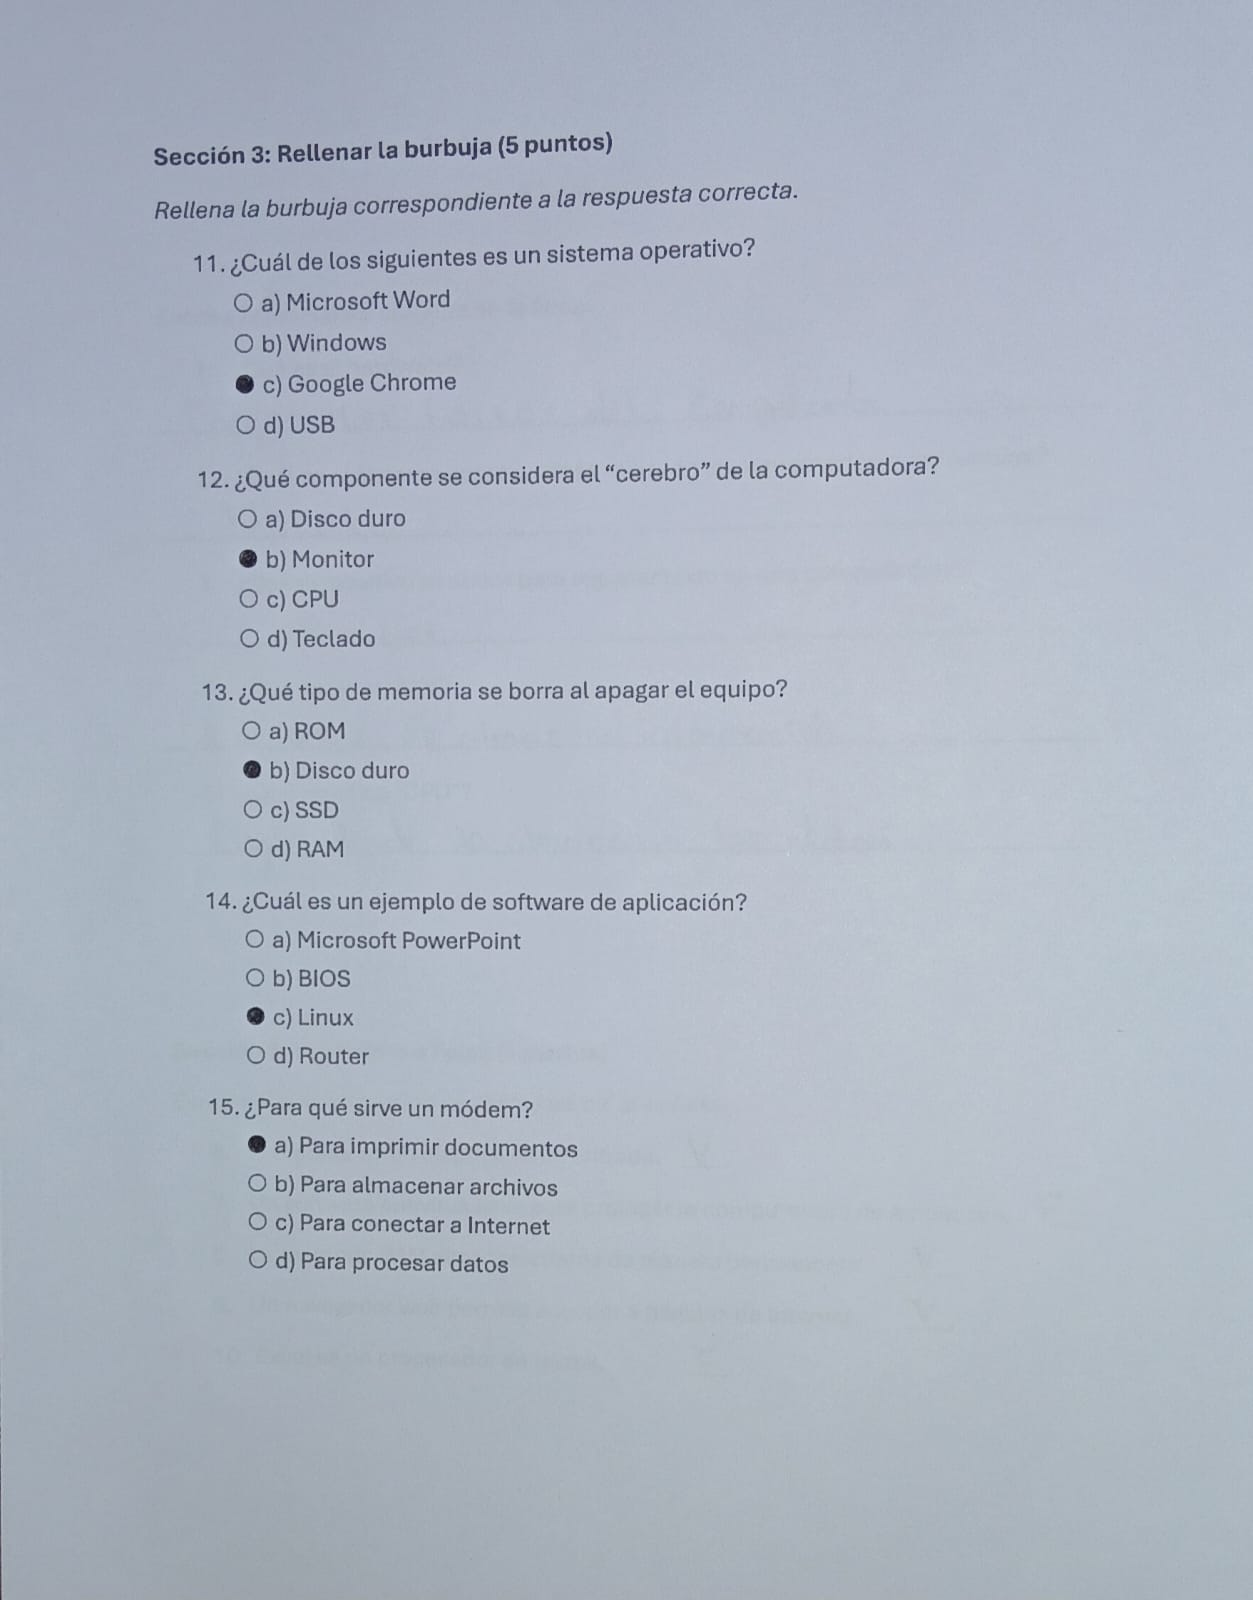 Sección 3: Rellenar la burbuja (5 puntos)
Rellena la burbuja correspondiente a la respuesta correcta.
11. ¿Cuál de los siguientes es un sistema operativo?
○ a) Microsoft Word
○ b) Windows
● c) Google Chrome
○ d) USB
12. ¿Qué componente se considera el “cerebro” de la computadora?
○ a) Disco duro
● b) Monitor
○ c) CPU
○ d) Teclado
13. ¿Qué tipo de memoria se borra al apagar el equipo?
○ a) ROM
● b) Disco duro
○ c) SSD
○ d) RAM
14. ¿Cuál es un ejemplo de software de aplicación?
○ a) Microsoft PowerPoint
○ b) BIOS
● c) Linux
○ d) Router
15. ¿Para qué sirve un módem?
● a) Para imprimir documentos
○ b) Para almacenar archivos
○ c) Para conectar a Internet
○ d) Para procesar datos